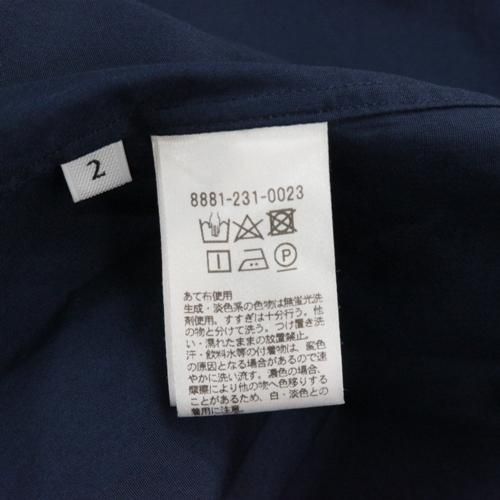 2
8881-231-0023
P
あて布使用
生成・淡色系の色物は無蛍光洗
剤使用。すすぎは十分行う。他
の物と分けて洗う。つけ置き洗
い・濡れたままの放置禁止。
汗・飲料水等の付着物は、変色
の原因となる場合があるので速
やかに洗い流す。濃色の場合、
摩擦により他の物へ色移りする
ことがあるため、白・淡色との
着用に注意。